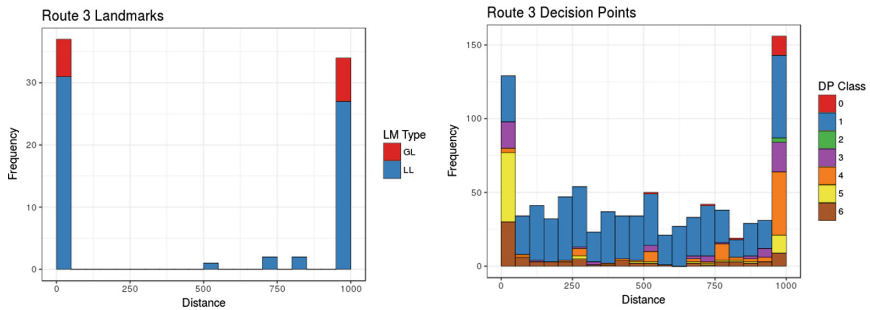 Route 3 Landmarks
Frequency
30
20
10
0
0 250 500 750 1000
Distance
LM Type
GL
LL
Route 3 Decision Points
Frequency
150
100
50
0
0 250 500 750 1000
Distance
DP Class
0
1
2
3
4
5
6